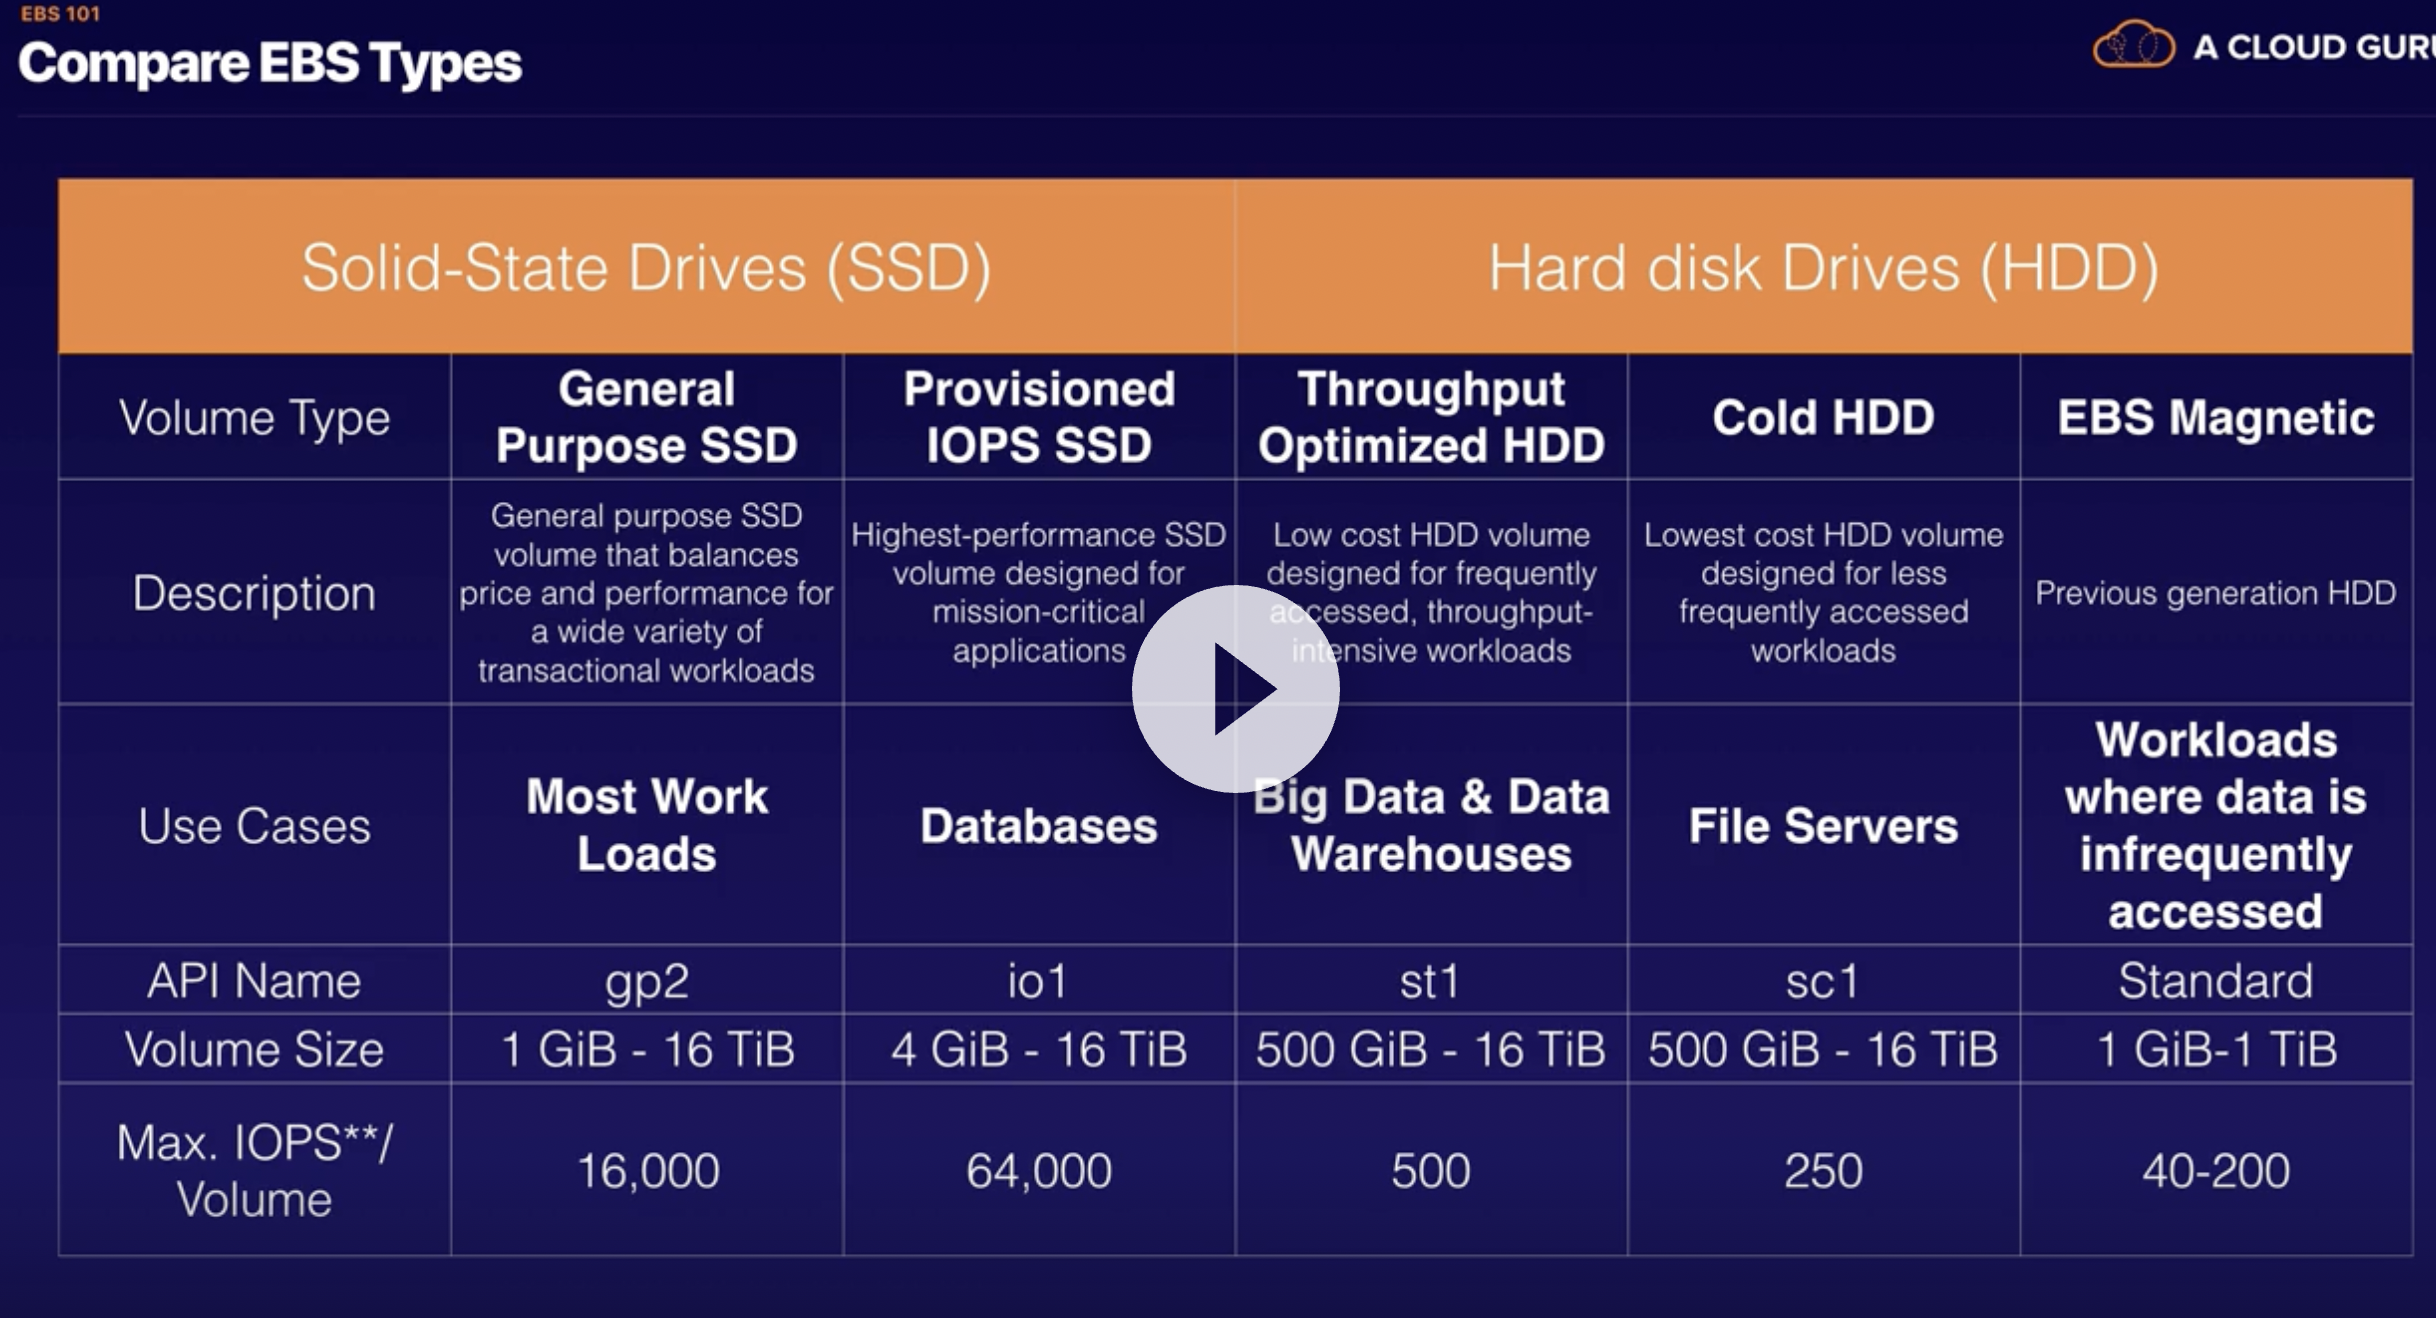 EBS 101
Compare EBS Types
A CLOUD GUR
Solid-State Drives (SSD)
Hard disk Drives (HDD)
Volume Type
General
Purpose SSD
Provisioned
IOPS SSD
Throughput
Optimized HDD
Cold HDD
EBS Magnetic
Description
General purpose SSD
volume that balances
price and performance for
a wide variety of
transactional workloads
Highest-performance SSD
volume designed for
mission-critical
applications
Low cost HDD volume
designed for frequently
accessed, throughput-
intensive workloads
Lowest cost HDD volume
designed for less
frequently accessed
workloads
Previous generation HDD
Use Cases
Most Work
Loads
Databases
Big Data & Data
Warehouses
File Servers
Workloads
where data is
infrequently
accessed
API Name
gp2
io1
st1
sc1
Standard
Volume Size
1 GiB - 16 TiB
4 GiB - 16 TiB
500 GiB - 16 TiB
500 GiB - 16 TiB
1 GiB-1 TiB
Max. IOPS**/
Volume
16,000
64,000
500
250
40-200